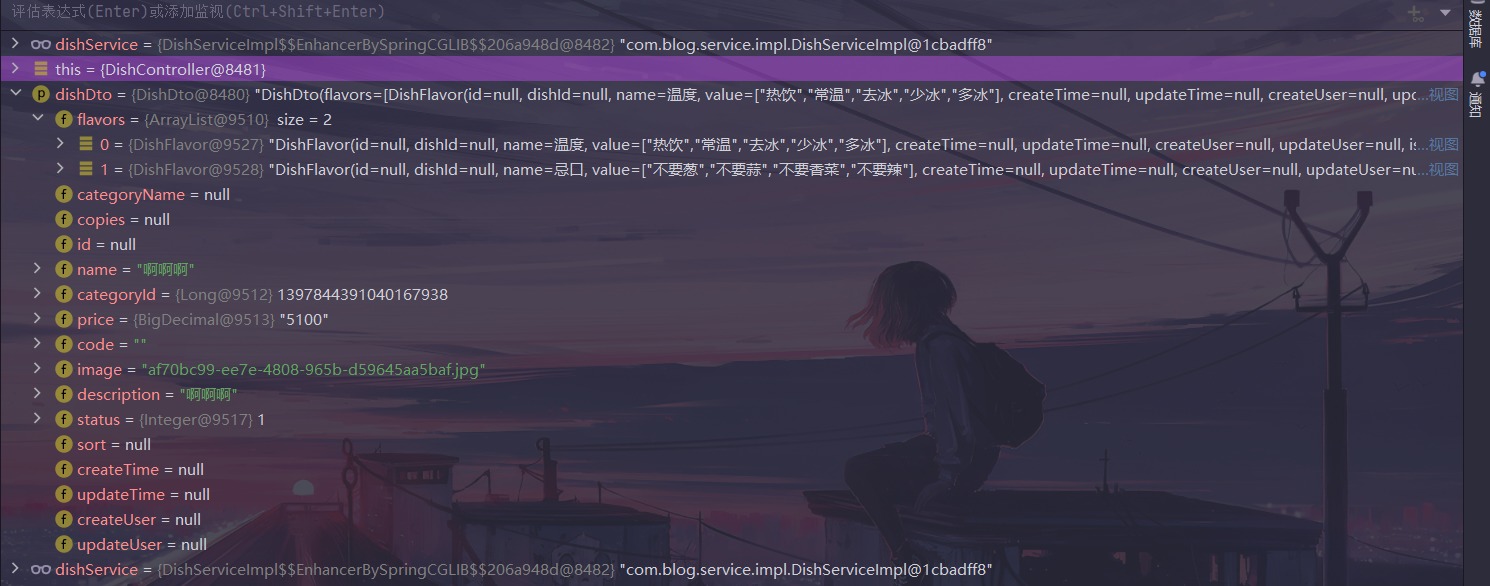 评估表达式(Enter)或添加监视(Ctrl+Shift+Enter)
dishService = {DishServiceImpl$$EnhancerBySpringCGLIB$$206a948d@8482} "com.blog.service.impl.DishServiceImpl@1cbadff8"
this = {DishController@8481}
p dishDto = {DishDto@8480} "DishDto(flavors=[DishFlavor(id=null, dishId=null, name=温度, value=["热饮","常温","去冰","少冰","多冰"], createTime=null, updateTime=null, createUser=null, upc...视图
f flavors = {ArrayList@9510} size = 2
0 = {DishFlavor@9527} "DishFlavor(id=null, dishId=null, name=温度, value=["热饮","常温","去冰","少冰","多冰"], createTime=null, updateTime=null, createUser=null, updateUser=null, is...视图
1 = {DishFlavor@9528} "DishFlavor(id=null, dishId=null, name=忌口, value=["不要葱","不要蒜","不要香菜","不要辣"], createTime=null, updateTime=null, createUser=null, updateUser=nu...视图
f categoryName = null
f copies = null
f id = null
f name = "啊啊啊"
f categoryId = {Long@9512} 1397844391040167938
f price = {BigDecimal@9513} "5100"
f code = ""
f image = "af70bc99-ee7e-4808-965b-d59645aa5baf.jpg"
f description = "啊啊啊"
f status = {Integer@9517} 1
f sort = null
f createTime = null
f updateTime = null
f createUser = null
f updateUser = null
dishService = {DishServiceImpl$$EnhancerBySpringCGLIB$$206a948d@8482} "com.blog.service.impl.DishServiceImpl@1cbadff8"
数据库
通知